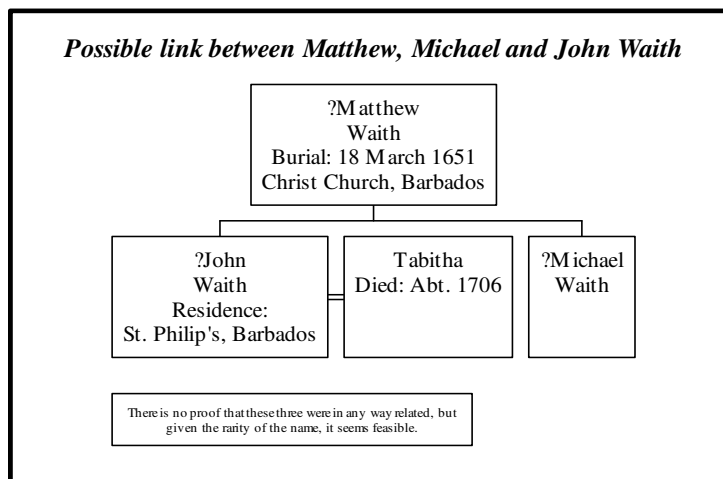 Possible link between Matthew, Michael and John Waith
?Matthew
Waith
Burial: 18 March 1651
Christ Church, Barbados
?John
Waith
Residence:
St. Philip's, Barbados
Tabitha
Died: Abt. 1706
?Michael
Waith
There is no proof that these three were in any way related, but
given the rarity of the name, it seems feasible.